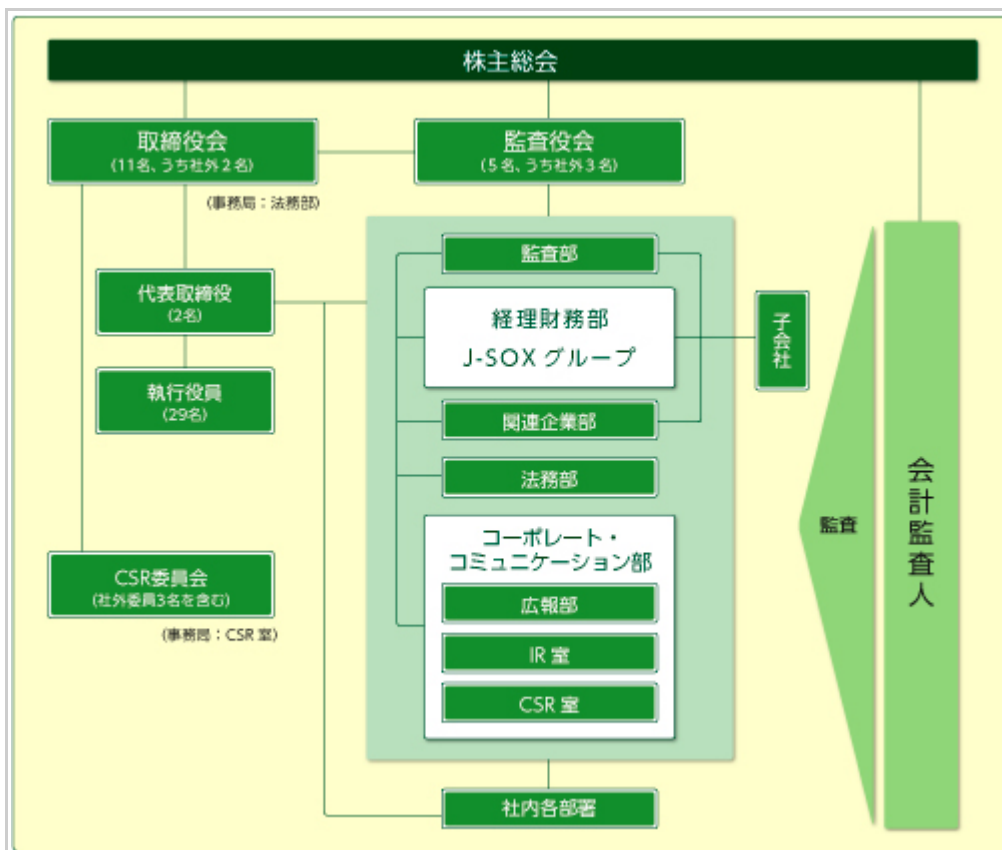 株主総会
取締役会
(11名、うち社外2名)
監査役会
(5名、うち社外3名)
(事務局:法務部)
監査部
代表取締役
(2名)
経理財務部
J-SOX グループ
子会社
執行役員
(29名)
関連企業部
法務部
会計監査人
監査
コーポレート・
コミュニケーション部
CSR委員会
(社外委員3名を含む)
広報部
(事務局:CSR 室)
IR 室
CSR 室
社内各部署